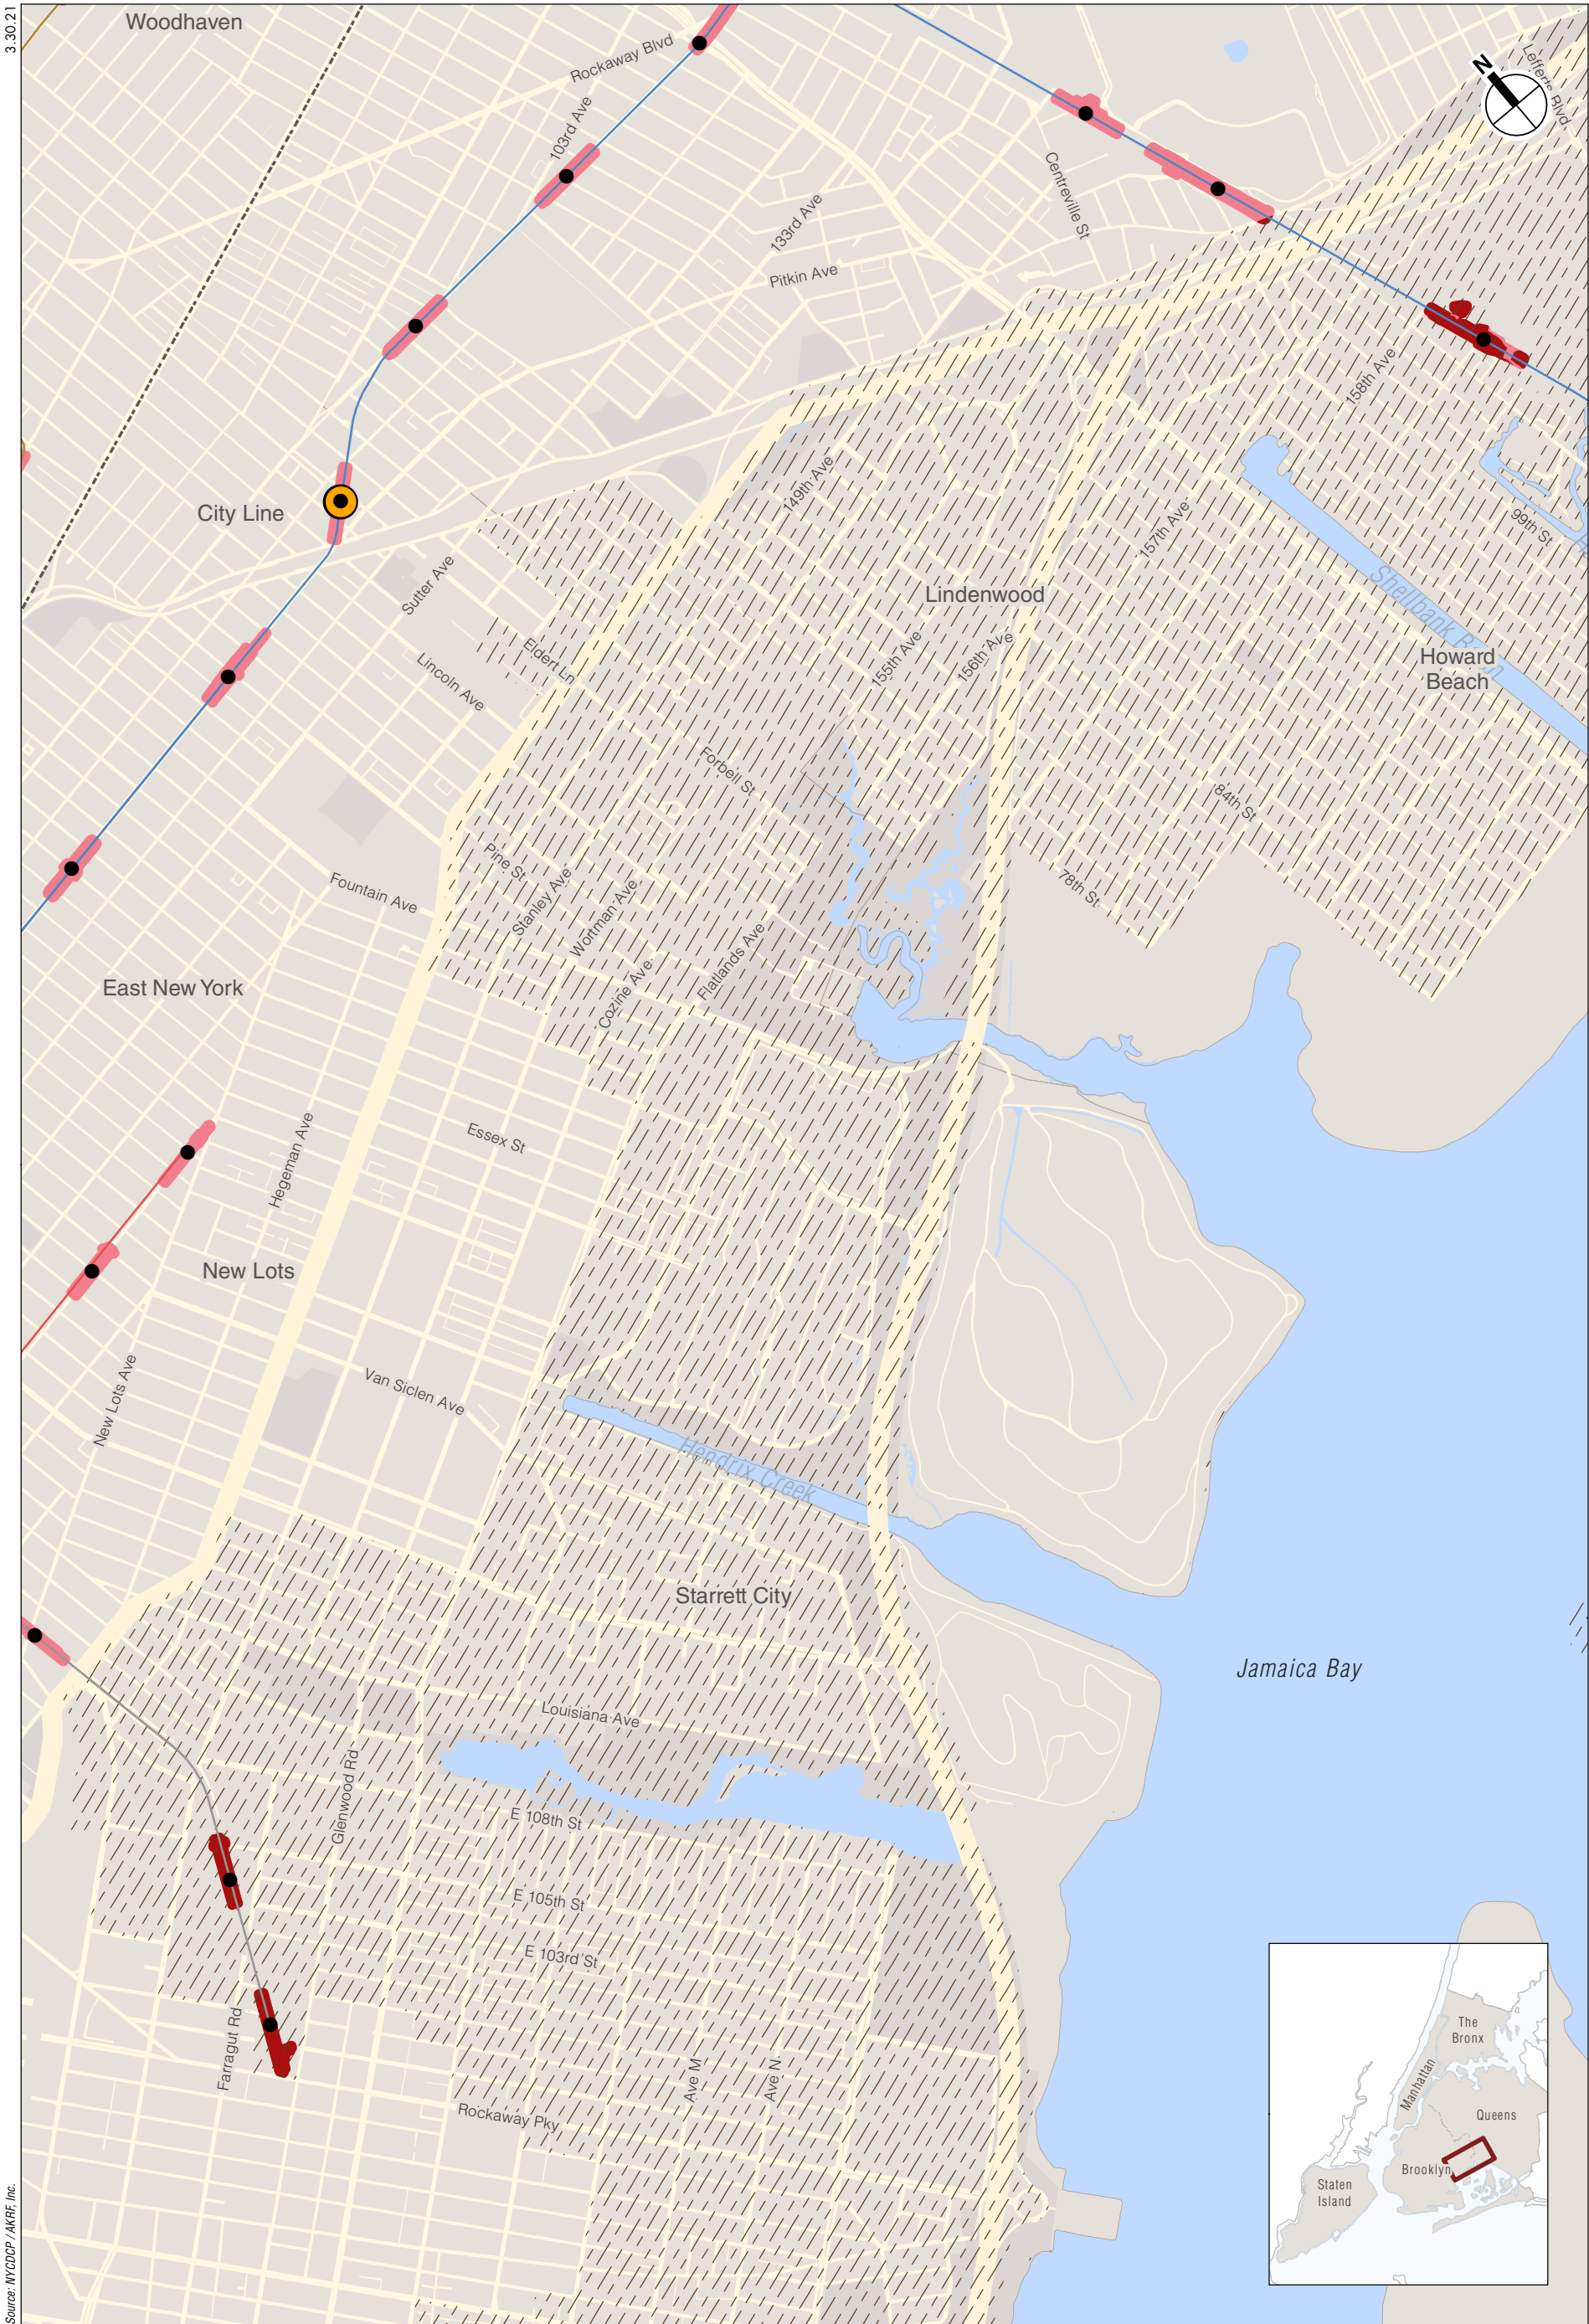 3.30.21
Woodhaven
Rockaway Blvd
Lefferts Blvd
N
103rd Ave
Centreville St
133rd Ave
Pitkin Ave
158th Ave
149th Ave
City Line
157th Ave
99th St
Sutter Ave
Lindenwood
Shellbank Basin
Eldert Ln
155th Ave
156th Ave
Howard
Beach
Lincoln Ave
Forbell St
84th St
Pine St
Fountain Ave
Stanley Ave
Wortman Ave
78th St
Flatlands Ave
East New York
Cozine Ave
Essex St
Hegeman Ave
New Lots
Van Siclen Ave
New Lots Ave
Hendrix Creek
Starrett City
Jamaica Bay
Louisiana Ave
Glenwood Rd
E 108th St
E 105th St
E 103rd St
Farragut Rd
Ave M
Ave N
Rockaway Pky
The
Bronx
Manhattan
Queens
Brooklyn
Staten
Island
Source: NYCDCP / AKRF, Inc.